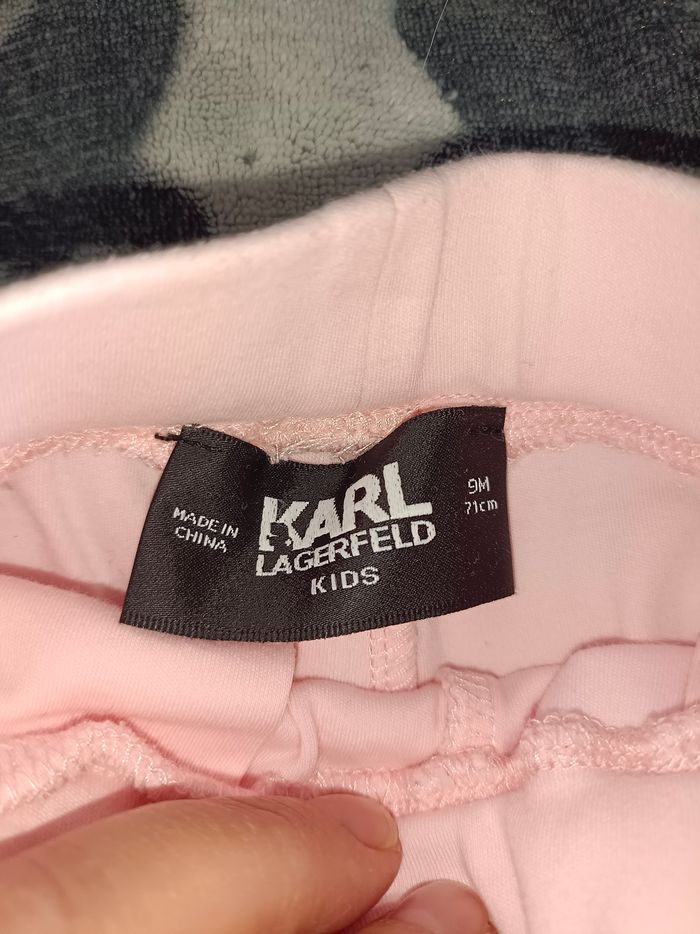 MADE IN
CHINA
KARL
LAGERFELD
KIDS
9M
71cm